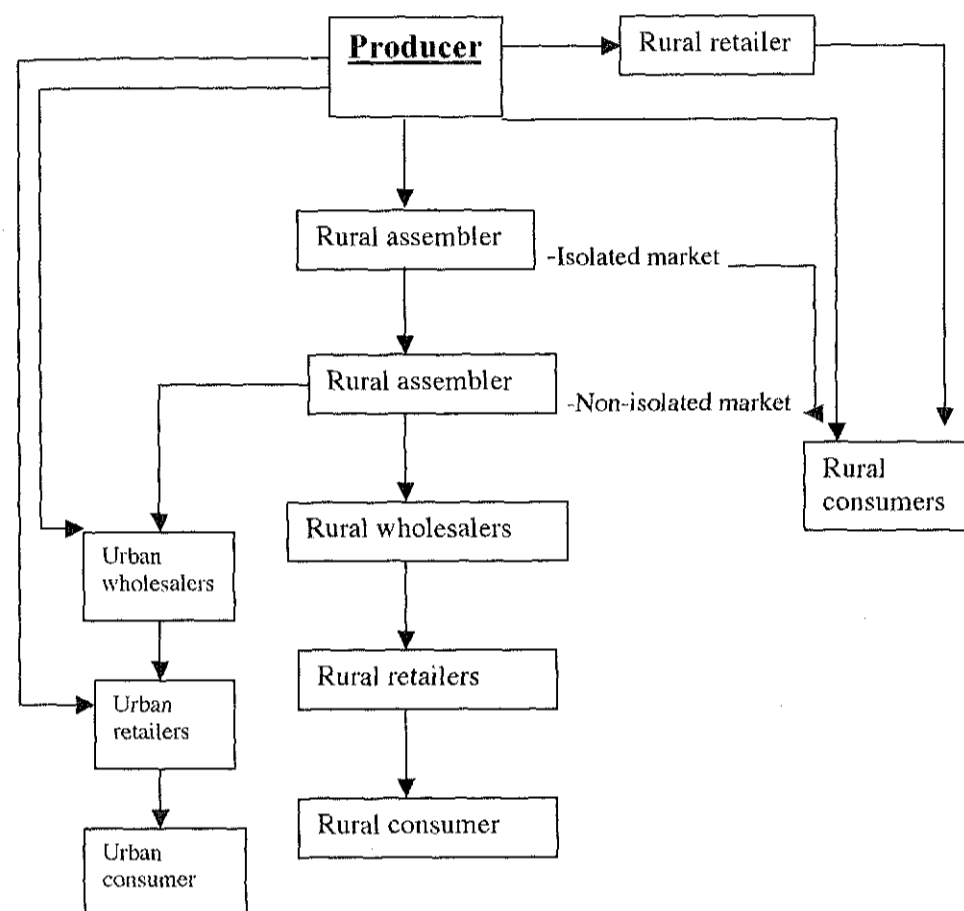 Producer
Rural retailer
Rural assembler
-Isolated market
Rural assembler
-Non-isolated market
Rural
consumers
Rural wholesalers
Urban
wholesalers
Rural retailers
Urban
retailers
Rural consumer
Urban
consumer